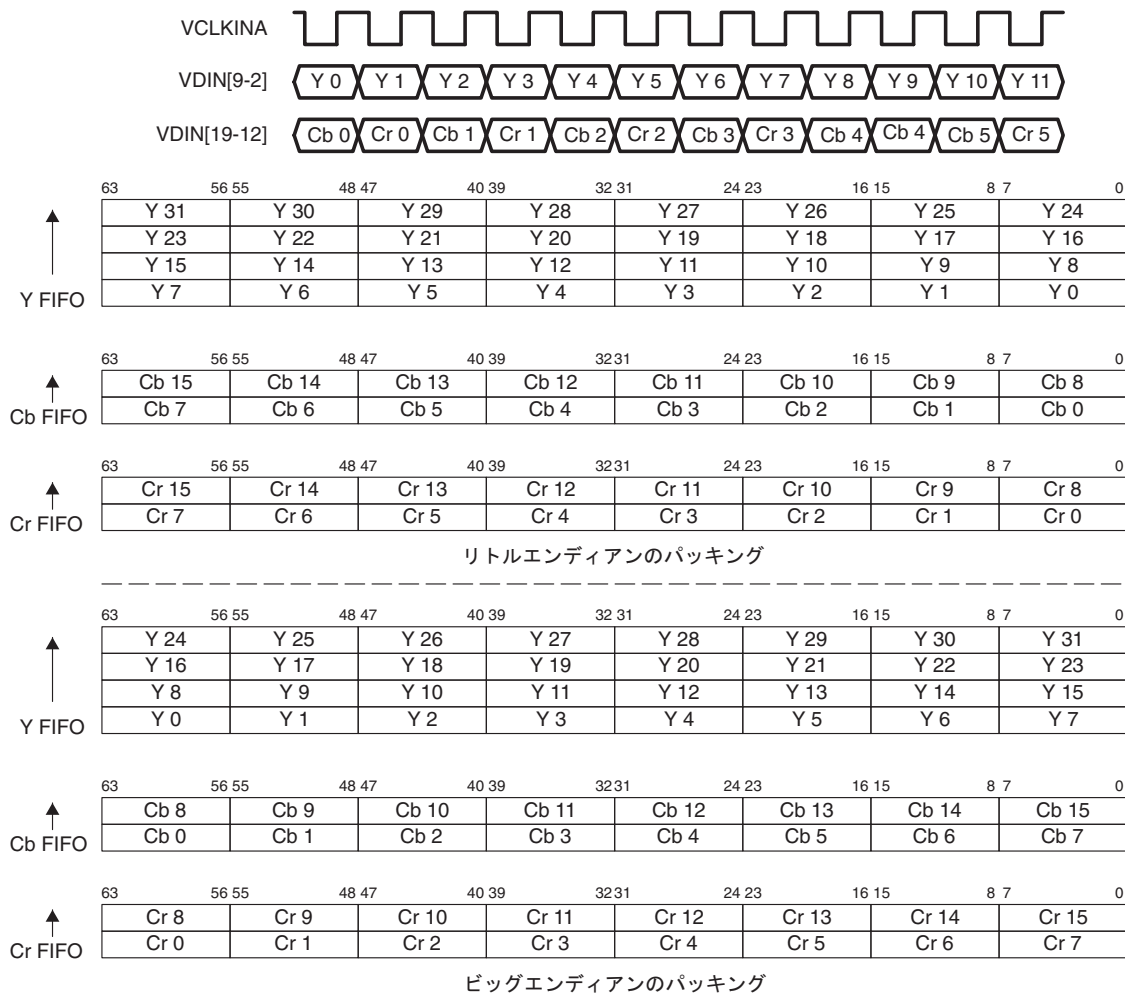 VCLKINA
VDIN[9-2] Y 0 Y 1 Y 2 Y 3 Y 4 Y 5 Y 6 Y 7 Y 8 Y 9 Y 10 Y 11
VDIN[19-12] Cb 0 Cr 0 Cb 1 Cr 1 Cb 2 Cr 2 Cb 3 Cr 3 Cb 4 Cb 4 Cb 5 Cr 5
63 56 55 48 47 40 39 32 31 24 23 16 15 8 7 0
Y 31 Y 30 Y 29 Y 28 Y 27 Y 26 Y 25 Y 24
Y 23 Y 22 Y 21 Y 20 Y 19 Y 18 Y 17 Y 16
Y 15 Y 14 Y 13 Y 12 Y 11 Y 10 Y 9 Y 8
Y FIFO Y 7 Y 6 Y 5 Y 4 Y 3 Y 2 Y 1 Y 0
63 56 55 48 47 40 39 32 31 24 23 16 15 8 7 0
Cb 15 Cb 14 Cb 13 Cb 12 Cb 11 Cb 10 Cb 9 Cb 8
Cb FIFO Cb 7 Cb 6 Cb 5 Cb 4 Cb 3 Cb 2 Cb 1 Cb 0
63 56 55 48 47 40 39 32 31 24 23 16 15 8 7 0
Cr 15 Cr 14 Cr 13 Cr 12 Cr 11 Cr 10 Cr 9 Cr 8
Cr FIFO Cr 7 Cr 6 Cr 5 Cr 4 Cr 3 Cr 2 Cr 1 Cr 0
リトルエンディアンのパッキング
63 56 55 48 47 40 39 32 31 24 23 16 15 8 7 0
Y 24 Y 25 Y 26 Y 27 Y 28 Y 29 Y 30 Y 31
Y 16 Y 17 Y 18 Y 19 Y 20 Y 21 Y 22 Y 23
Y 8 Y 9 Y 10 Y 11 Y 12 Y 13 Y 14 Y 15
Y FIFO Y 0 Y 1 Y 2 Y 3 Y 4 Y 5 Y 6 Y 7
63 56 55 48 47 40 39 32 31 24 23 16 15 8 7 0
Cb 8 Cb 9 Cb 10 Cb 11 Cb 12 Cb 13 Cb 14 Cb 15
Cb FIFO Cb 0 Cb 1 Cb 2 Cb 3 Cb 4 Cb 5 Cb 6 Cb 7
63 56 55 48 47 40 39 32 31 24 23 16 15 8 7 0
Cr 8 Cr 9 Cr 10 Cr 11 Cr 12 Cr 13 Cr 14 Cr 15
Cr FIFO Cr 0 Cr 1 Cr 2 Cr 3 Cr 4 Cr 5 Cr 6 Cr 7
ビッグエンディアンのパッキング